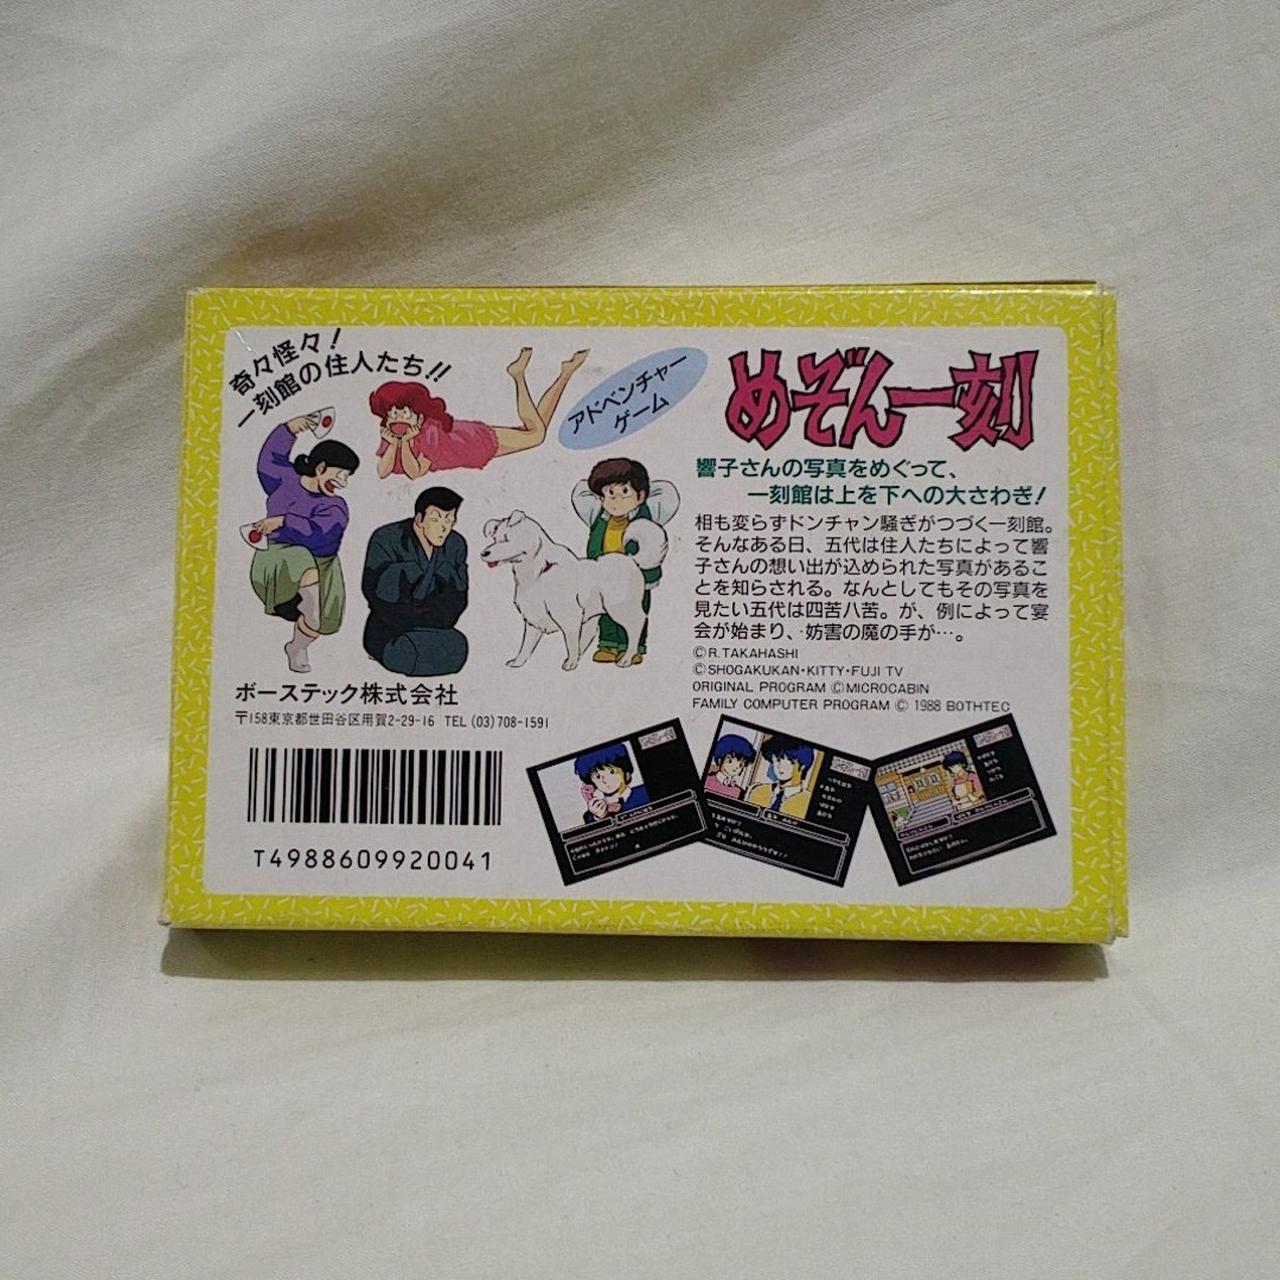 奇々怪々!
一刻館の住人たち!!
アドベンチャー
ゲーム
めぞん一刻
響子さんの写真をめぐって、
一刻館は上を下への大さわぎ!
相も変らずドンチャン騒ぎがつづく一刻館。
そんなある日、五代は住人たちによって響
子さんの想い出が込められた写真があるこ
とを知らされる。なんとしてもその写真を
見たい五代は四苦八苦。が、例によって宴
会が始まり、妨害の魔の手が…。
©R.TAKAHASHI
©SHOGAKUKAN・KITTY・FUJI TV
ORIGINAL PROGRAM ©MICROCABIN
FAMILY COMPUTER PROGRAM © 1988 BOTHTEC
ボーステック株式会社
〒158東京都世田谷区用賀2-29-16 TEL (03)708-1591
T4988609920041